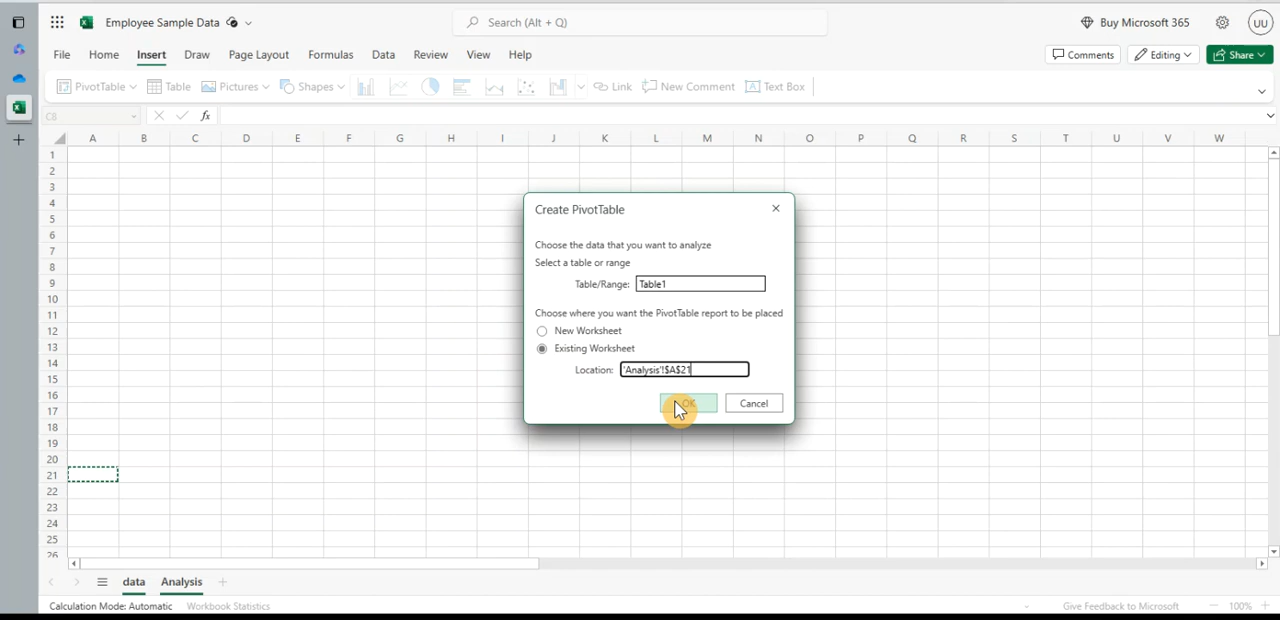 Employee Sample Data
Search (Alt + Q)
Buy Microsoft 365
UU
File Home Insert Draw Page Layout Formulas Data Review View Help
Comments Editing Share
PivotTable Table Pictures Shapes Link New Comment Text Box
C8 fx
A B C D E F G H I J K L M N O P Q R S T U V W
1
2
3
4
5
6
7
8
9
10
11
12
13
14
15
16
17
18
19
20
21
22
23
24
25
26
Create PivotTable
Choose the data that you want to analyze
Select a table or range
Table/Range: Table1
Choose where you want the PivotTable report to be placed
New Worksheet
Existing Worksheet
Location: 'Analysis'!$A$21
OK Cancel
data Analysis
Calculation Mode: Automatic Workbook Statistics
Give Feedback to Microsoft 100%